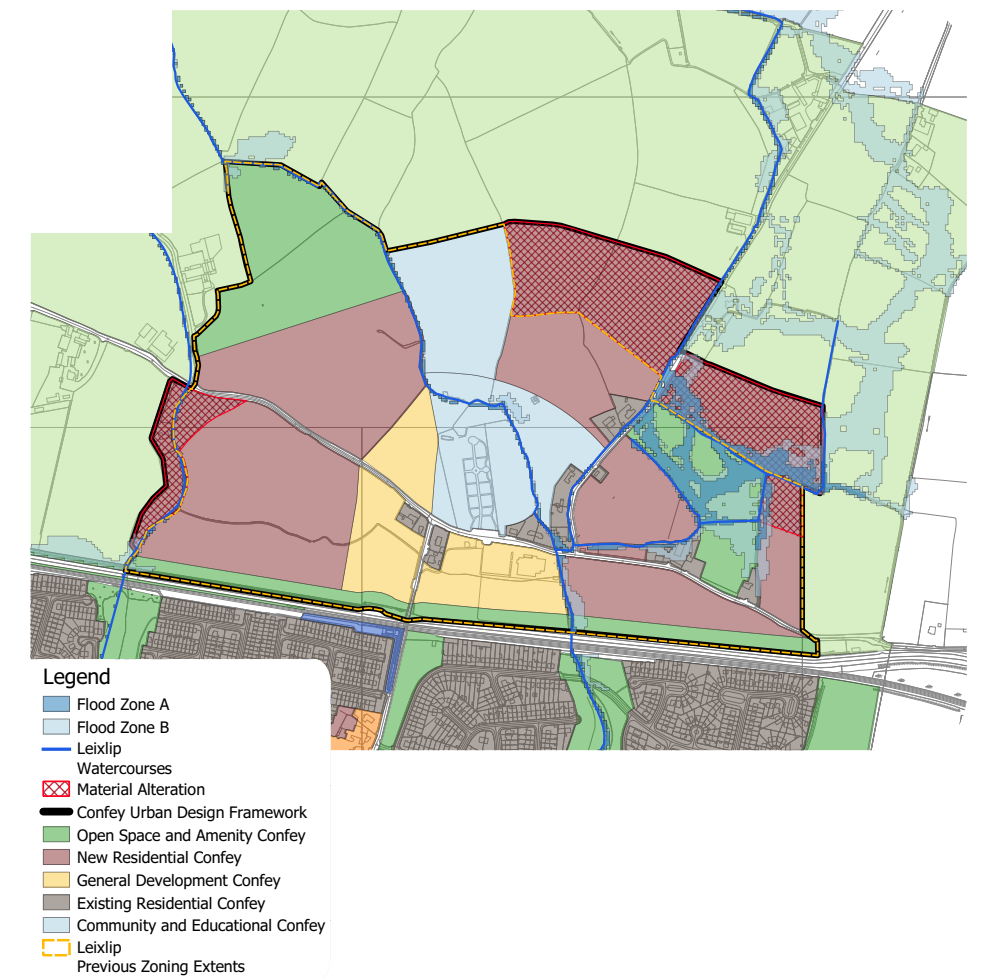 Legend
Flood Zone A
Flood Zone B
Leixlip
Watercourses
Material Alteration
Confey Urban Design Framework
Open Space and Amenity Confey
New Residential Confey
General Development Confey
Existing Residential Confey
Community and Educational Confey
Leixlip
Previous Zoning Extents